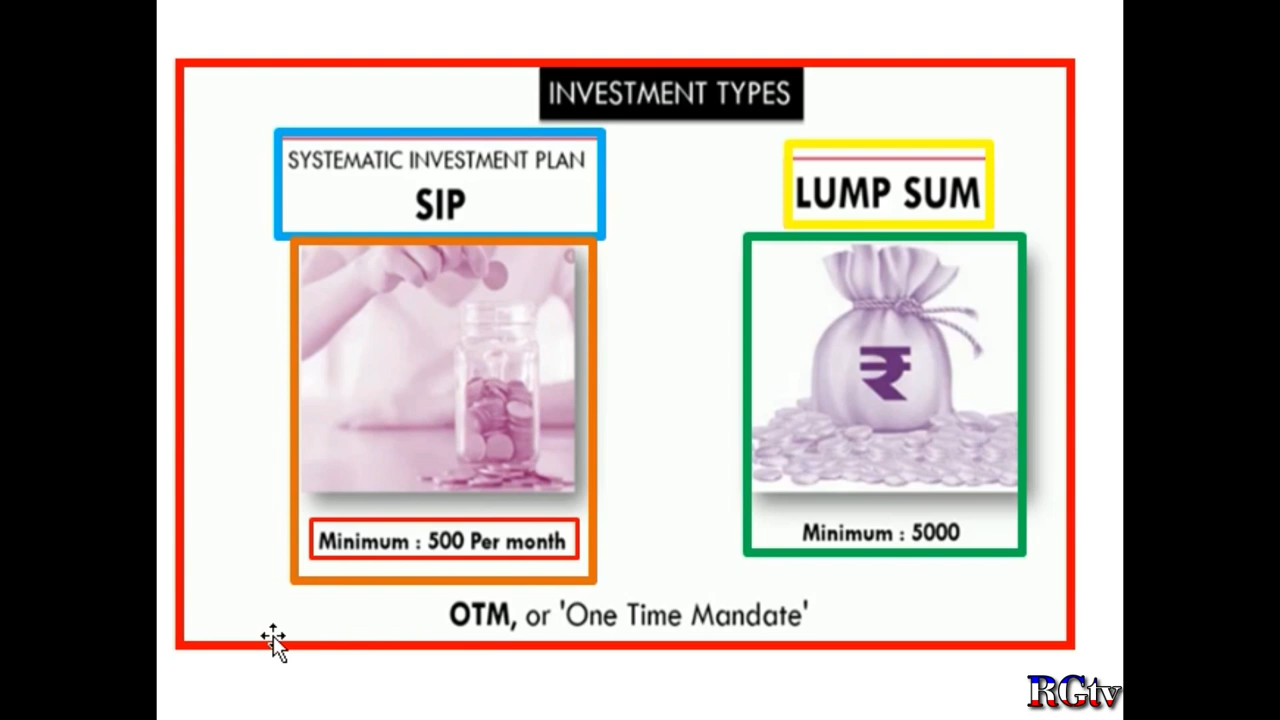 INVESTMENT TYPES
SYSTEMATIC INVESTMENT PLAN
SIP
LUMP SUM
₹
Minimum : 500 Per month
Minimum : 5000
OTM, or 'One Time Mandate'
RGtv